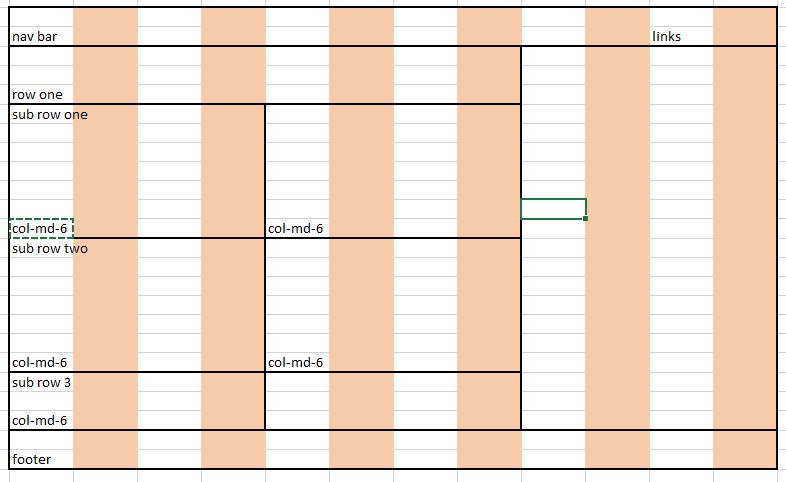 nav bar
links
row one
sub row one
col-md-6
col-md-6
sub row two
col-md-6
col-md-6
sub row 3
col-md-6
footer